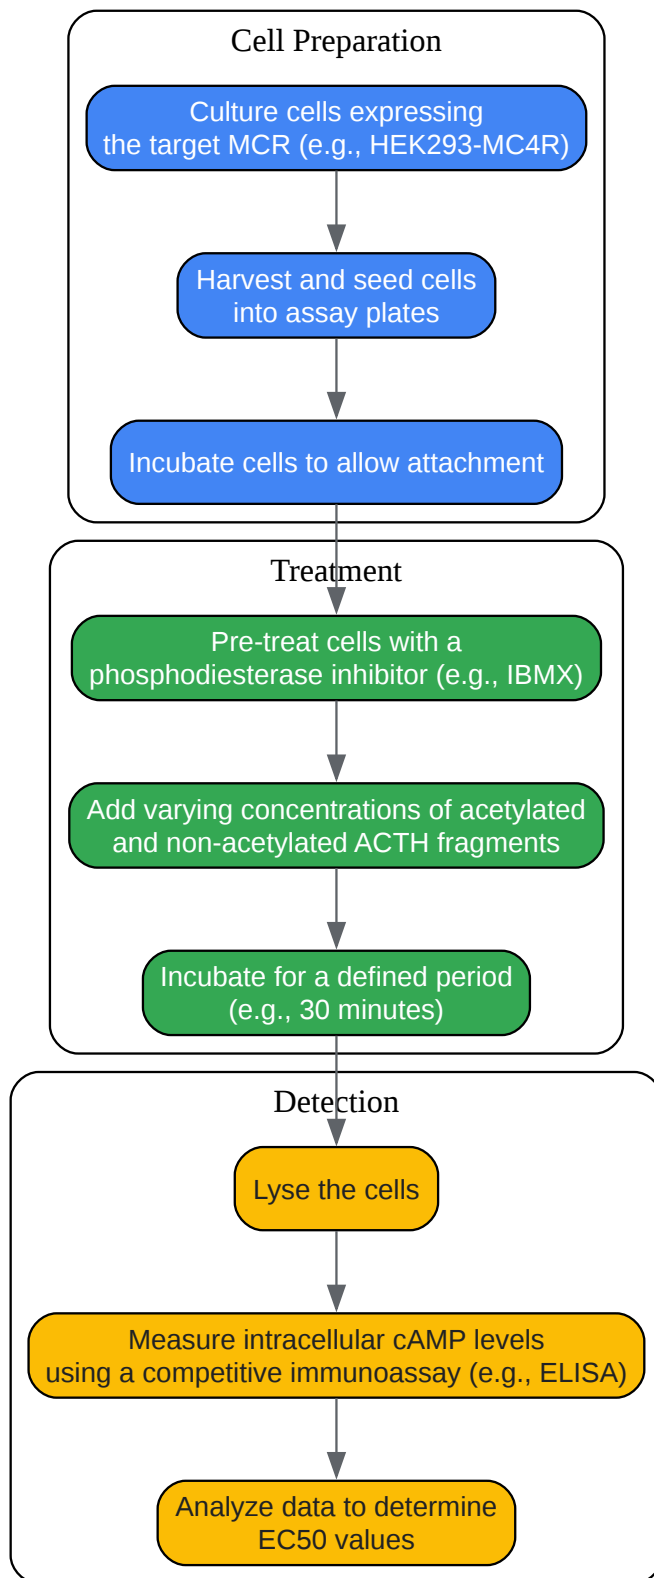 Cell Preparation
Culture cells expressing
the target MCR (e.g., HEK293-MC4R)
Harvest and seed cells
into assay plates
Incubate cells to allow attachment
Treatment
Pre-treat cells with a
phosphodiesterase inhibitor (e.g., IBMX)
Add varying concentrations of acetylated
and non-acetylated ACTH fragments
Incubate for a defined period
(e.g., 30 minutes)
Detection
Lyse the cells
Measure intracellular cAMP levels
using a competitive immunoassay (e.g., ELISA)
Analyze data to determine
EC50 values